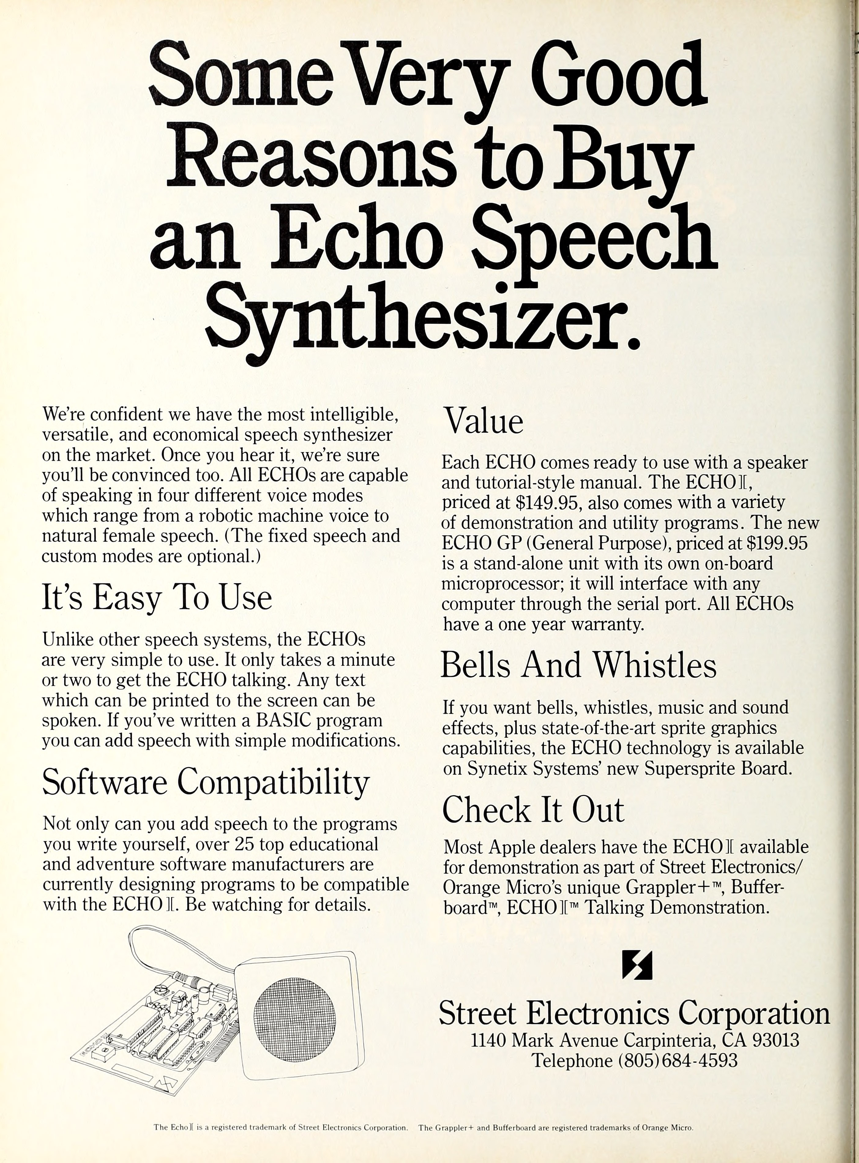 Some Very Good
Reasons to Buy
an Echo Speech
Synthesizer.
We're confident we have the most intelligible,
versatile, and economical speech synthesizer
on the market. Once you hear it, we're sure
you'll be convinced too. All ECHOs are capable
of speaking in four different voice modes
which range from a robotic machine voice to
natural female speech. (The fixed speech and
custom modes are optional.)
It's Easy To Use
Unlike other speech systems, the ECHOs
are very simple to use. It only takes a minute
or two to get the ECHO talking. Any text
which can be printed to the screen can be
spoken. If you've written a BASIC program
you can add speech with simple modifications.
Software Compatibility
Not only can you add speech to the programs
you write yourself, over 25 top educational
and adventure software manufacturers are
currently designing programs to be compatible
with the ECHO ][. Be watching for details.
Value
Each ECHO comes ready to use with a speaker
and tutorial-style manual. The ECHO ][,
priced at $149.95, also comes with a variety
of demonstration and utility programs. The new
ECHO GP (General Purpose), priced at $199.95
is a stand-alone unit with its own on-board
microprocessor; it will interface with any
computer through the serial port. All ECHOs
have a one year warranty.
Bells And Whistles
If you want bells, whistles, music and sound
effects, plus state-of-the-art sprite graphics
capabilities, the ECHO technology is available
on Synetix Systems' new Supersprite Board.
Check It Out
Most Apple dealers have the ECHO ][ available
for demonstration as part of Street Electronics/
Orange Micro's unique Grappler+™, Buffer-
board™, ECHO ][™ Talking Demonstration.
Street Electronics Corporation
1140 Mark Avenue Carpinteria, CA 93013
Telephone (805) 684-4593
The Echo ][ is a registered trademark of Street Electronics Corporation. The Grappler+ and Bufferboard are registered trademarks of Orange Micro.